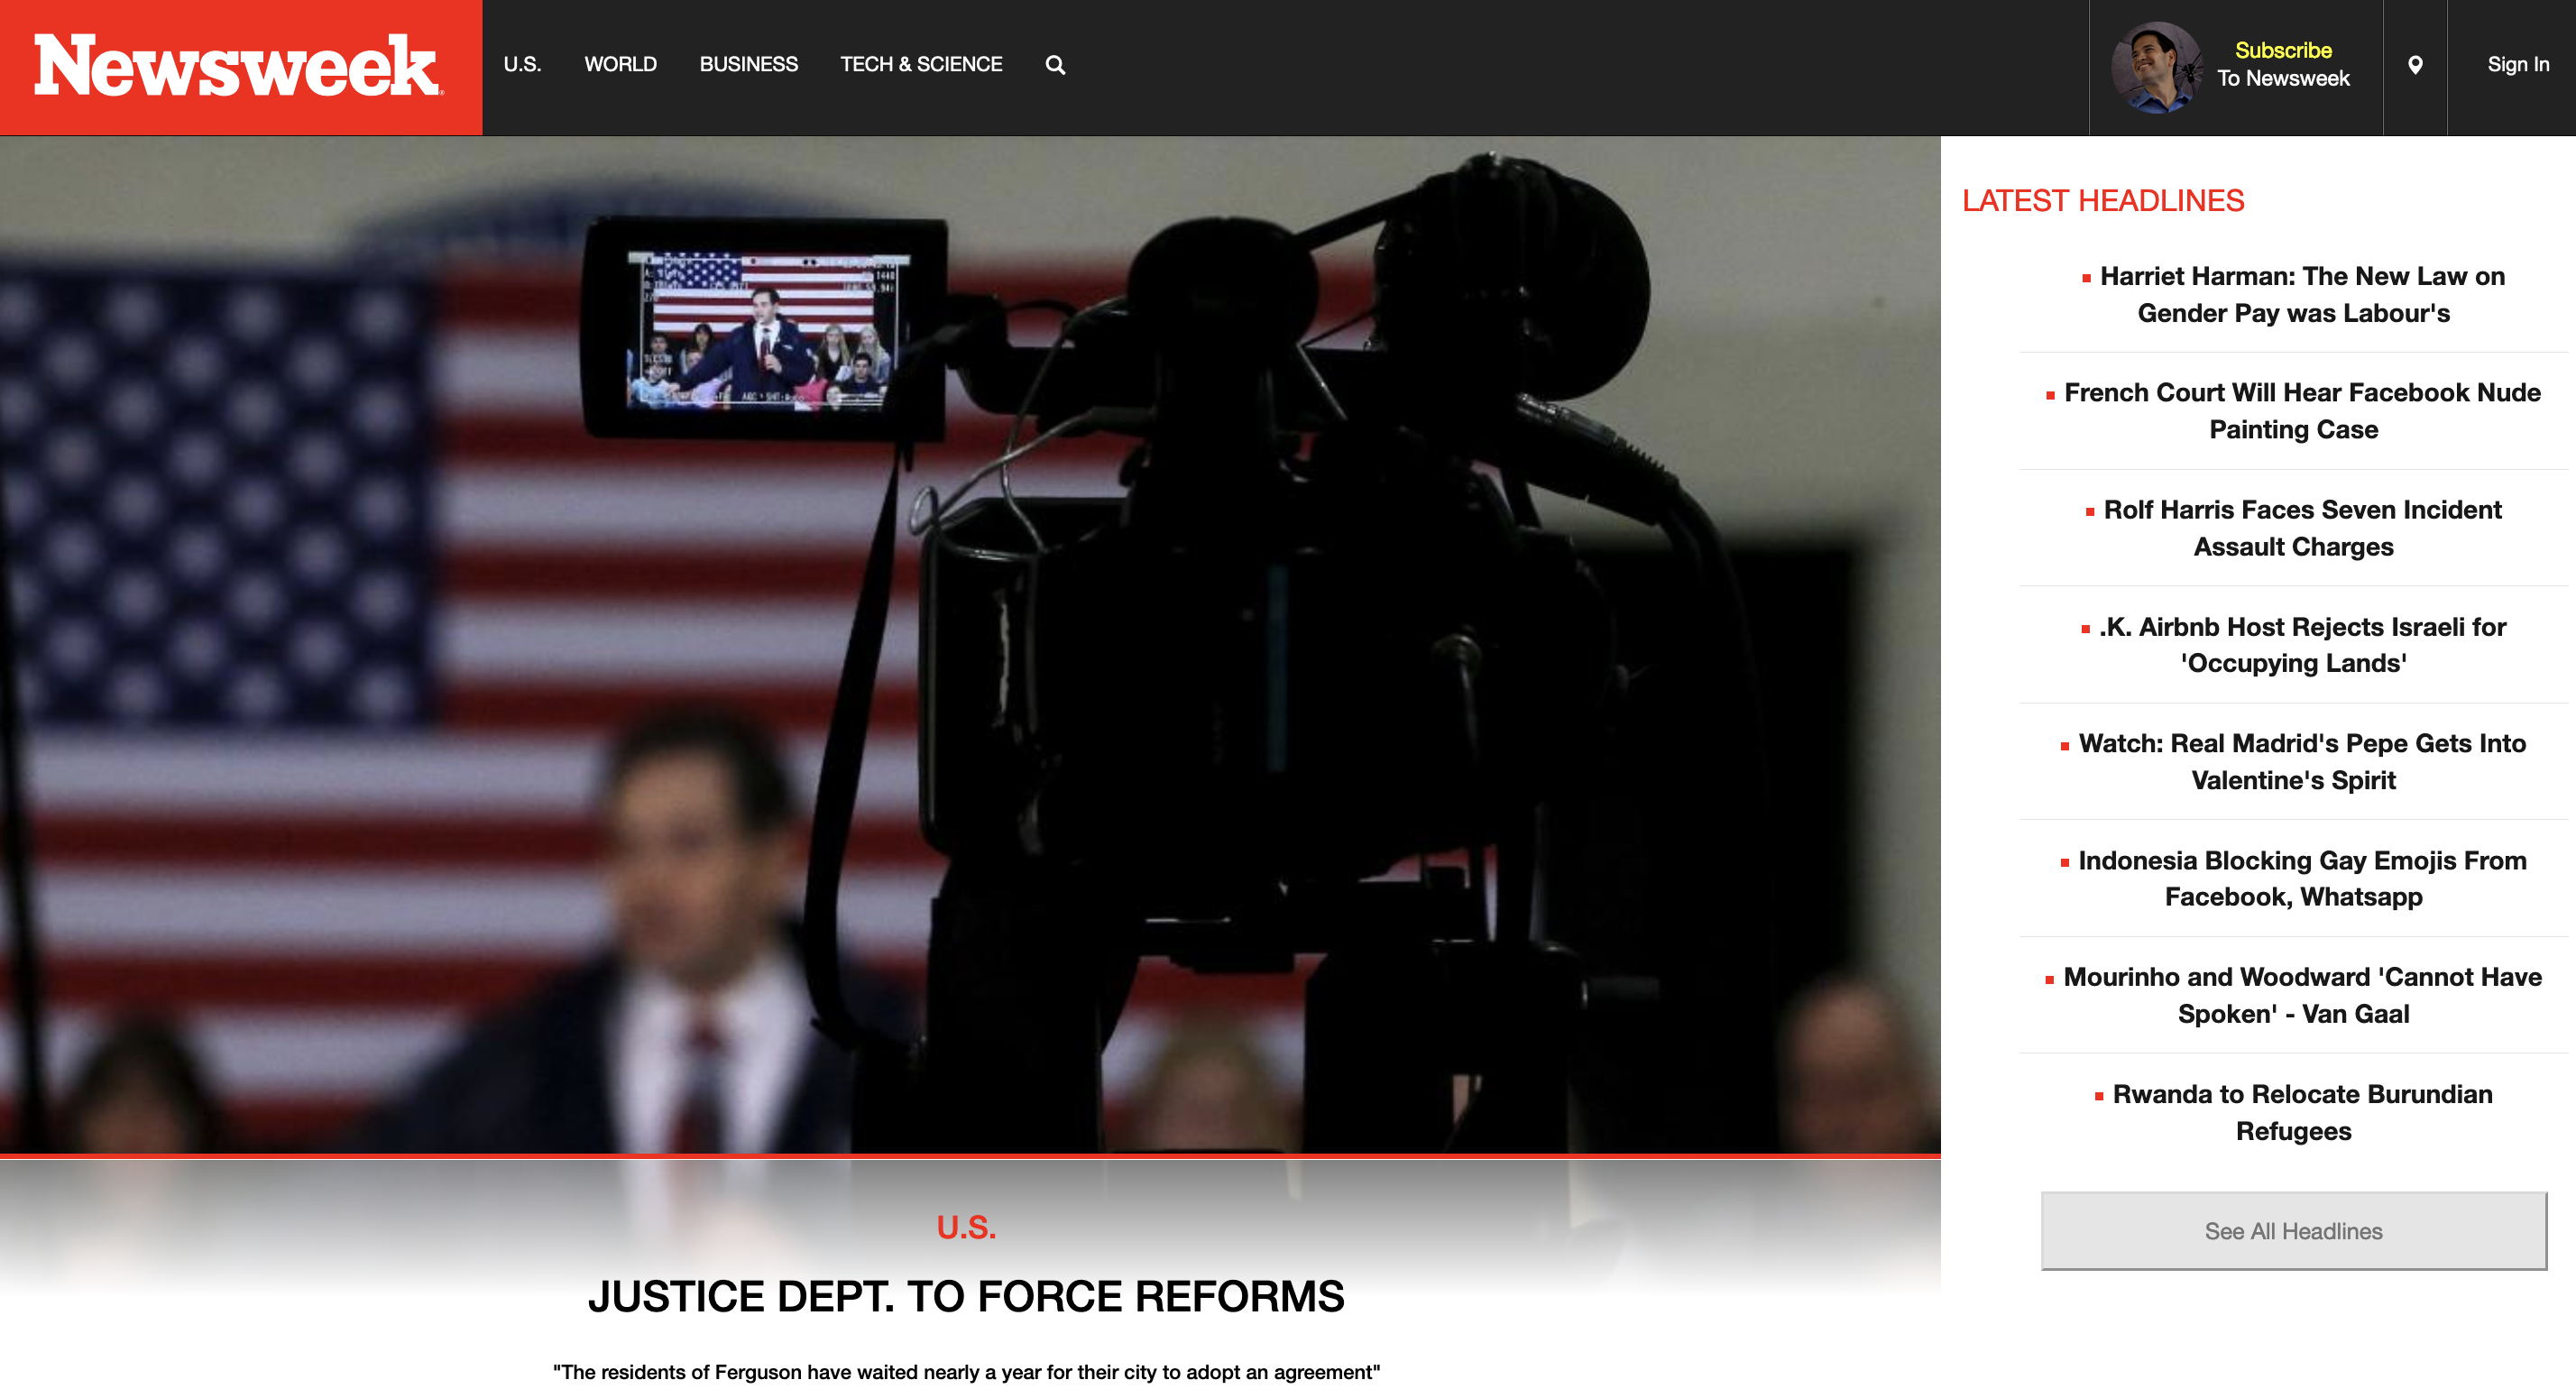 Newsweek
U.S.
WORLD
BUSINESS
TECH & SCIENCE
Subscribe
To Newsweek
Sign In
LATEST HEADLINES
Harriet Harman: The New Law on
Gender Pay was Labour's
French Court Will Hear Facebook Nude
Painting Case
Rolf Harris Faces Seven Incident
Assault Charges
.K. Airbnb Host Rejects Israeli for
'Occupying Lands'
Watch: Real Madrid's Pepe Gets Into
Valentine's Spirit
Indonesia Blocking Gay Emojis From
Facebook, Whatsapp
Mourinho and Woodward 'Cannot Have
Spoken' - Van Gaal
Rwanda to Relocate Burundian
Refugees
See All Headlines
U.S.
JUSTICE DEPT. TO FORCE REFORMS
"The residents of Ferguson have waited nearly a year for their city to adopt an agreement"